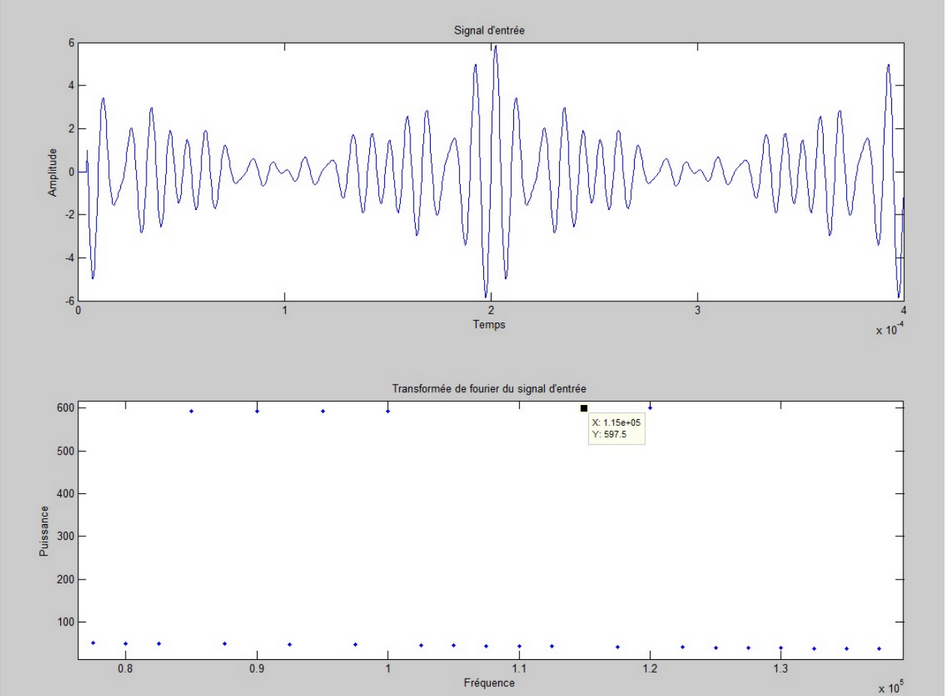 Signal d'entrée
6
4
2
0
-2
-4
-6
Amplitude
0 1 2 3 4
Temps
x 10^-4
Transformée de fourier du signal d'entrée
600
500
400
300
200
100
Puissance
X: 1.15e+05
Y: 597.5
0.8 0.9 1 1.1 1.2 1.3
Fréquence
x 10^5